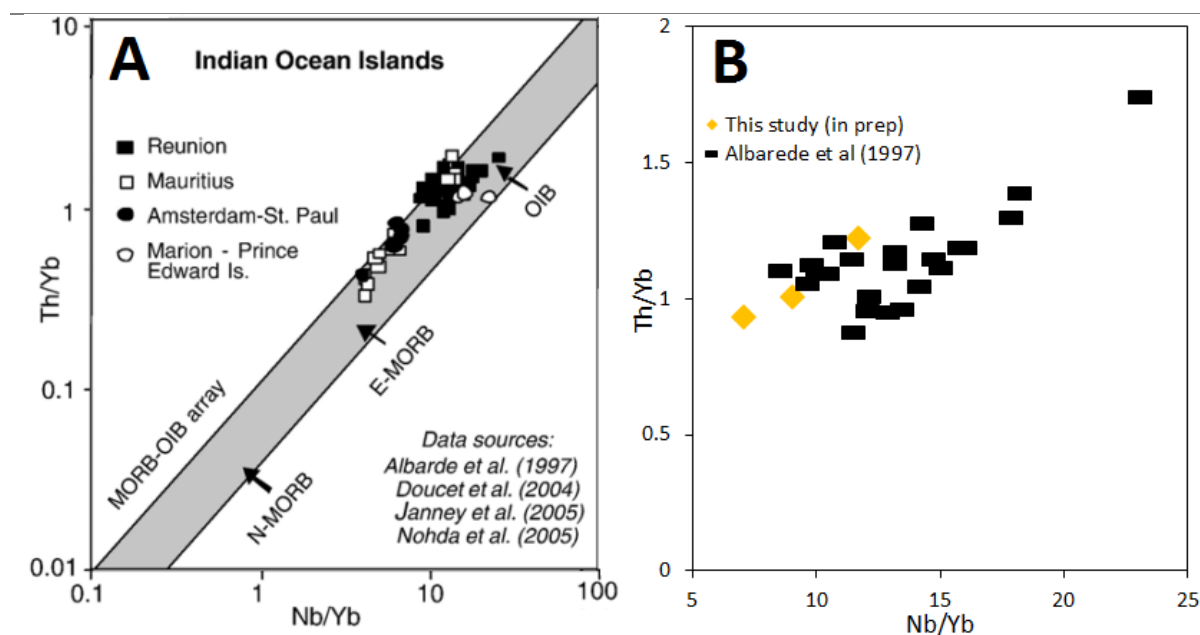 A
Indian Ocean Islands
Reunion
Mauritius
Amsterdam-St. Paul
Marion - Prince
Edward Is.
OIB
E-MORB
N-MORB
MORB-OIB array
Data sources:
Albarde et al. (1997)
Doucet et al. (2004)
Janney et al. (2005)
Nohda et al. (2005)
Th/Yb
10
1
0.1
0.01
0.1
1
10
100
Nb/Yb
B
This study (in prep)
Albarede et al (1997)
Th/Yb
2
1.5
1
0.5
0
5
10
15
20
25
Nb/Yb